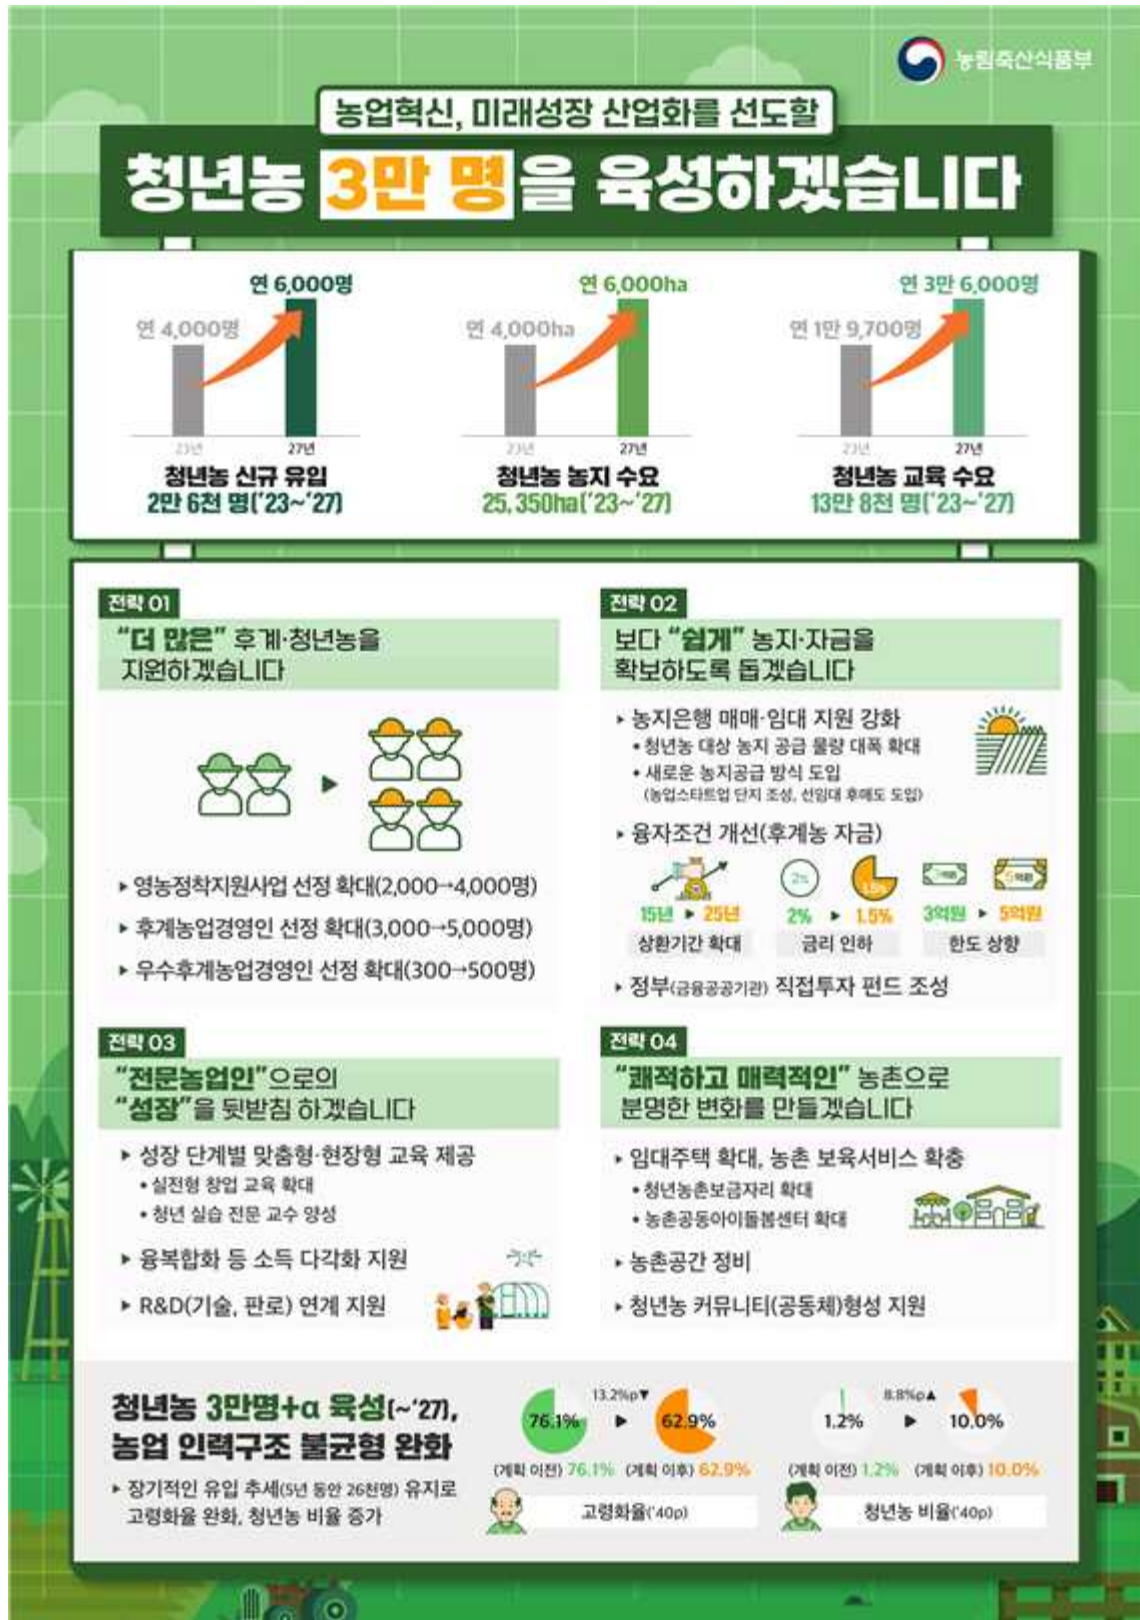 농림축산식품부
농업혁신, 미래성장 산업화를 선도할
청년농 3만 명을 육성하겠습니다
연 4,000명
연 6,000명
23년
27년
청년농 신규 유입
2만 6천 명('23~'27)
연 4,000ha
연 6,000ha
23년
27년
청년농 농지 수요
25,350ha('23~'27)
연 1만 9,700명
연 3만 6,000명
23년
27년
청년농 교육 수요
13만 8천 명('23~'27)
전략 01
“더 많은” 후계·청년농을
지원하겠습니다
▸ 영농정착지원사업 선정 확대(2,000→4,000명)
▸ 후계농업경영인 선정 확대(3,000→5,000명)
▸ 우수후계농업경영인 선정 확대(300→500명)
전략 02
보다 “쉽게” 농지·자금을
확보하도록 돕겠습니다
▸ 농지은행 매매·임대 지원 강화
• 청년농 대상 농지 공급 물량 대폭 확대
• 새로운 농지공급 방식 도입
(농업스타트업 단지 조성, 선임대 후매도 도입)
▸ 융자조건 개선(후계농 자금)
2%
1.5%
3억원
5억원
15년 ▸ 25년
2% ▸ 1.5%
3억원 ▸ 5억원
상환기간 확대
금리 인하
한도 상향
▸ 정부(금융공공기관) 직접투자 펀드 조성
전략 03
“전문농업인”으로의
“성장”을 뒷받침 하겠습니다
▸ 성장 단계별 맞춤형·현장형 교육 제공
• 실전형 창업 교육 확대
• 청년 실습 전문 교수 양성
▸ 융복합화 등 소득 다각화 지원
▸ R&D(기술, 판로) 연계 지원
전략 04
“쾌적하고 매력적인” 농촌으로
분명한 변화를 만들겠습니다
▸ 임대주택 확대, 농촌 보육서비스 확충
• 청년농촌보금자리 확대
• 농촌공동아이돌봄센터 확대
▸ 농촌공간 정비
▸ 청년농 커뮤니티(공동체)형성 지원
청년농 3만명+α 육성(~'27),
농업 인력구조 불균형 완화
▸ 장기적인 유입 추세(5년 동안 26천명) 유지로
고령화율 완화, 청년농 비율 증가
13.2%p▼
76.1% ▸ 62.9%
(계획 이전) 76.1% (계획 이후) 62.9%
고령화율('40p)
8.8%p▲
1.2% ▸ 10.0%
(계획 이전) 1.2% (계획 이후) 10.0%
청년농 비율('40p)